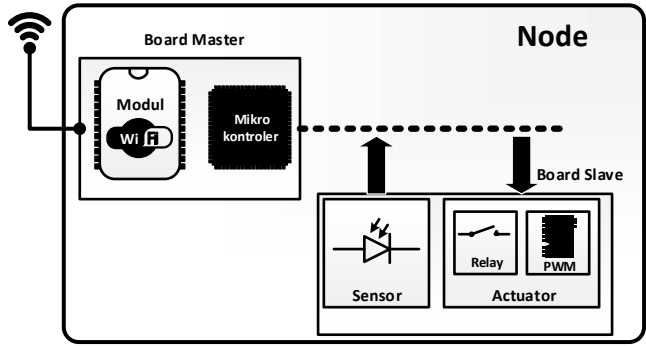 Node
Board Master
Modul
Wi Fi
Mikro
kontroler
Board Slave
Relay
PWM
Sensor
Actuator